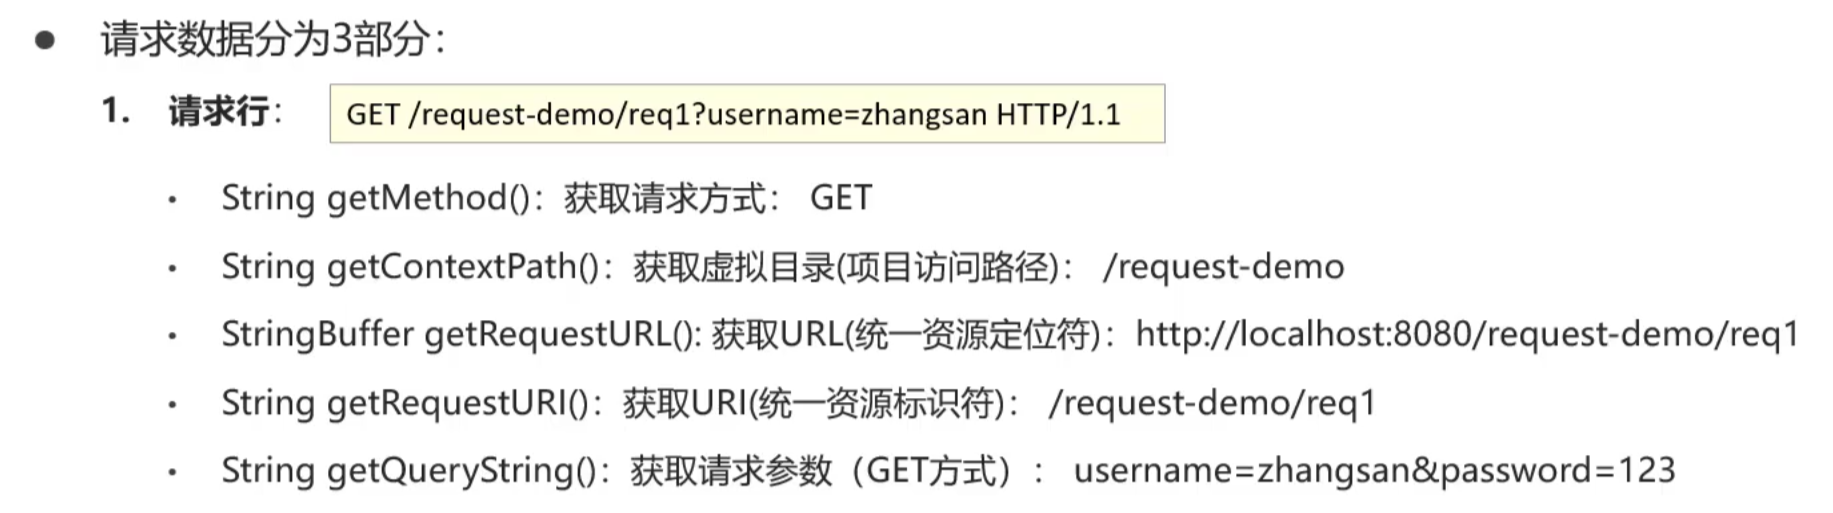 ● 请求数据分为3部分：
1. 请求行： GET /request-demo/req1?username=zhangsan HTTP/1.1
• String getMethod()：获取请求方式： GET
• String getContextPath()：获取虚拟目录(项目访问路径)： /request-demo
• StringBuffer getRequestURL(): 获取URL(统一资源定位符)：http://localhost:8080/request-demo/req1
• String getRequestURI()：获取URI(统一资源标识符)： /request-demo/req1
• String getQueryString()：获取请求参数（GET方式）： username=zhangsan&password=123